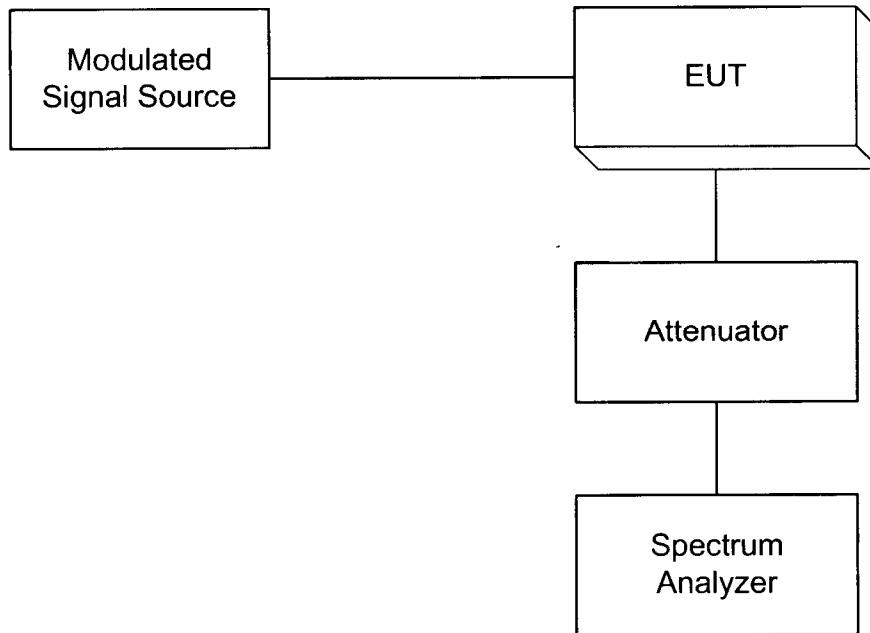 Modulated
Signal Source
EUT
Attenuator
Spectrum
Analyzer